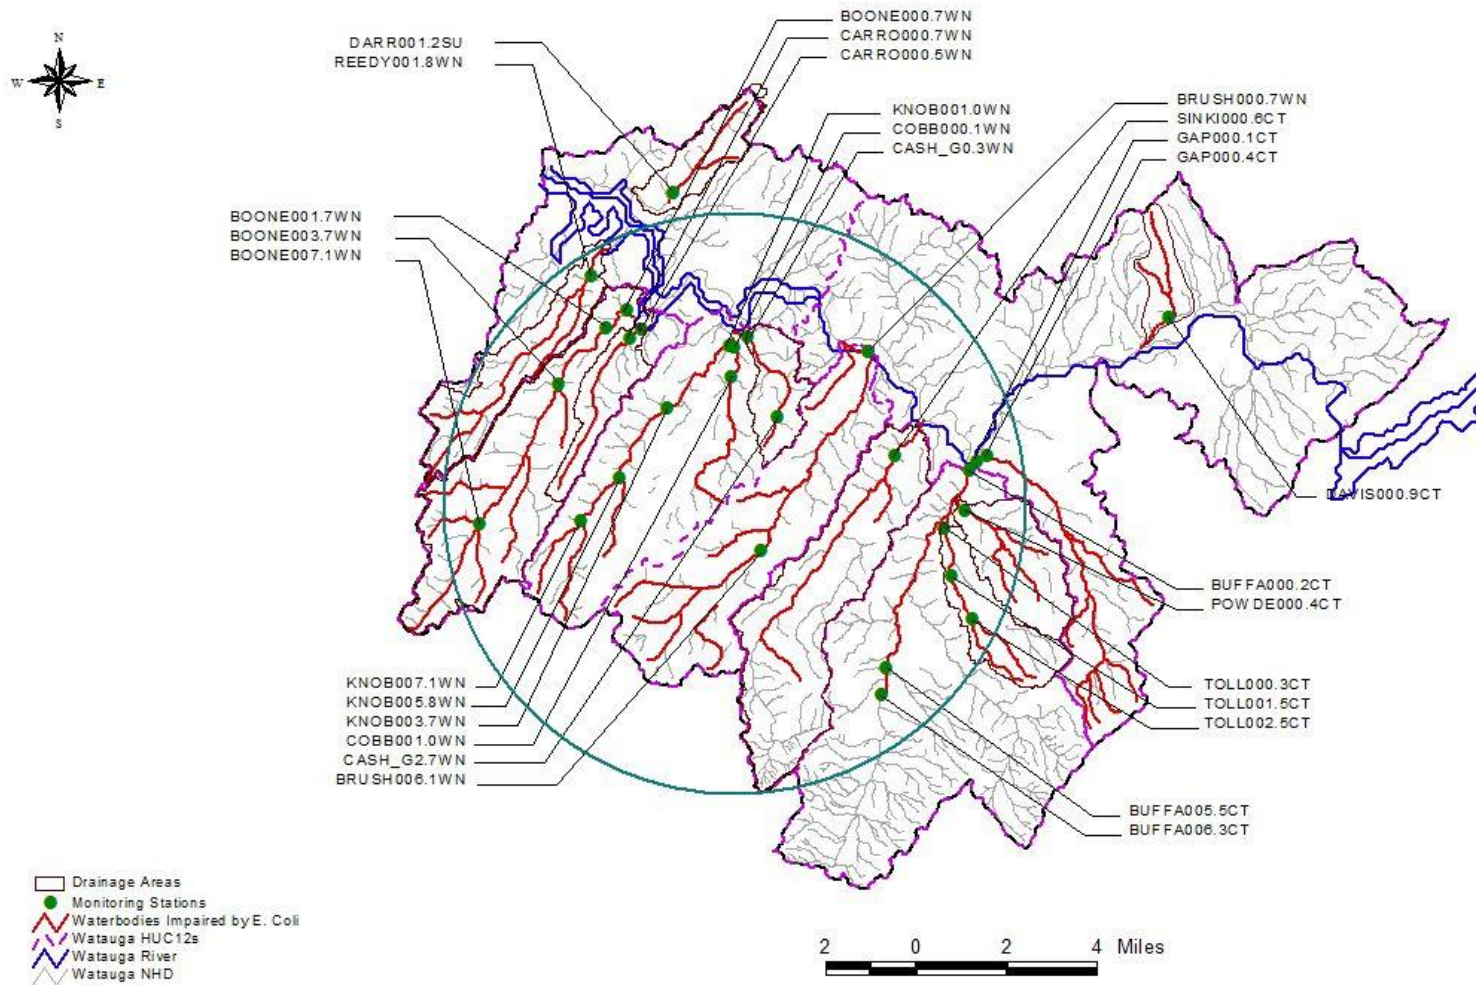 N
W
E
S
DARR001.2SU
REEDY001.8WN
BOONE000.7WN
CARRO000.7WN
CARRO000.5WN
KNOB001.0WN
COBB000.1WN
CASH_G0.3WN
BRUSH000.7WN
SINKI000.6CT
GAP000.1CT
GAP000.4CT
BOONE001.7WN
BOONE003.7WN
BOONE007.1WN
DAVIS000.9CT
BUFFA000.2CT
POWDE000.4CT
KNOB007.1WN
KNOB005.8WN
KNOB003.7WN
COBB001.0WN
CASH_G2.7WN
BRUSH006.1WN
TOLL000.3CT
TOLL001.5CT
TOLL002.5CT
BUFFA005.5CT
BUFFA006.3CT
Drainage Areas
Monitoring Stations
Waterbodies Impaired by E. Coli
Watauga HUC12s
Watauga River
Watauga NHD
2 0 2 4 Miles